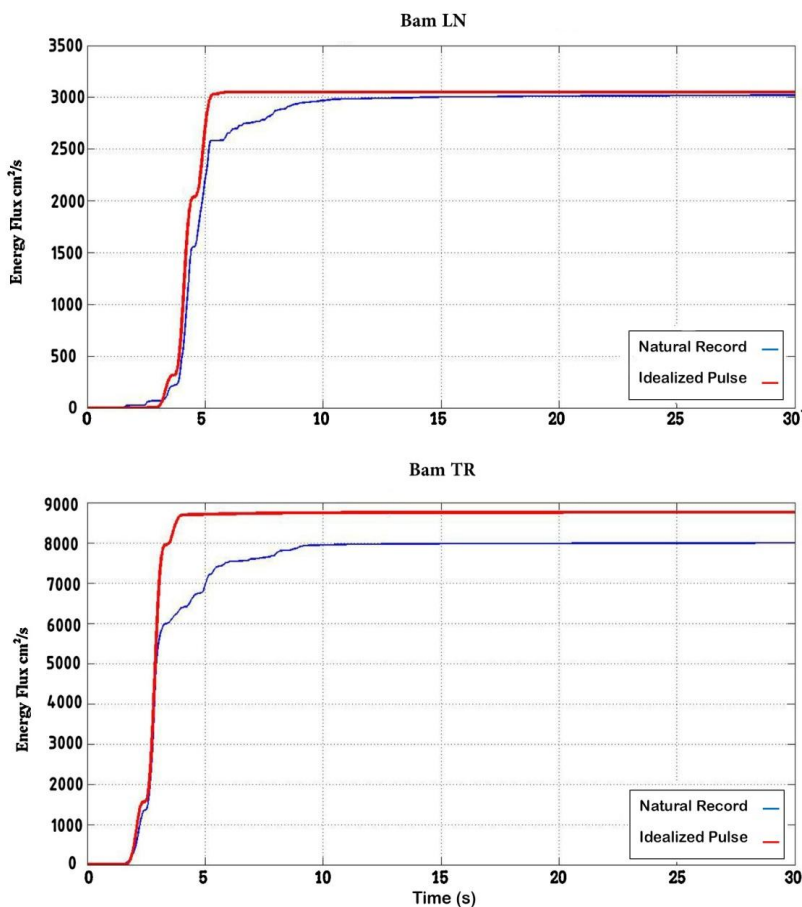 Bam LN
3500
3000
2500
2000
1500
1000
500
0
Energy Flux cm²/s
Natural Record
Idealized Pulse
0 5 10 15 20 25 30
Bam TR
9000
8000
7000
6000
5000
4000
3000
2000
1000
0
Energy Flux cm²/s
Natural Record
Idealized Pulse
0 5 10 15 20 25 30
Time (s)